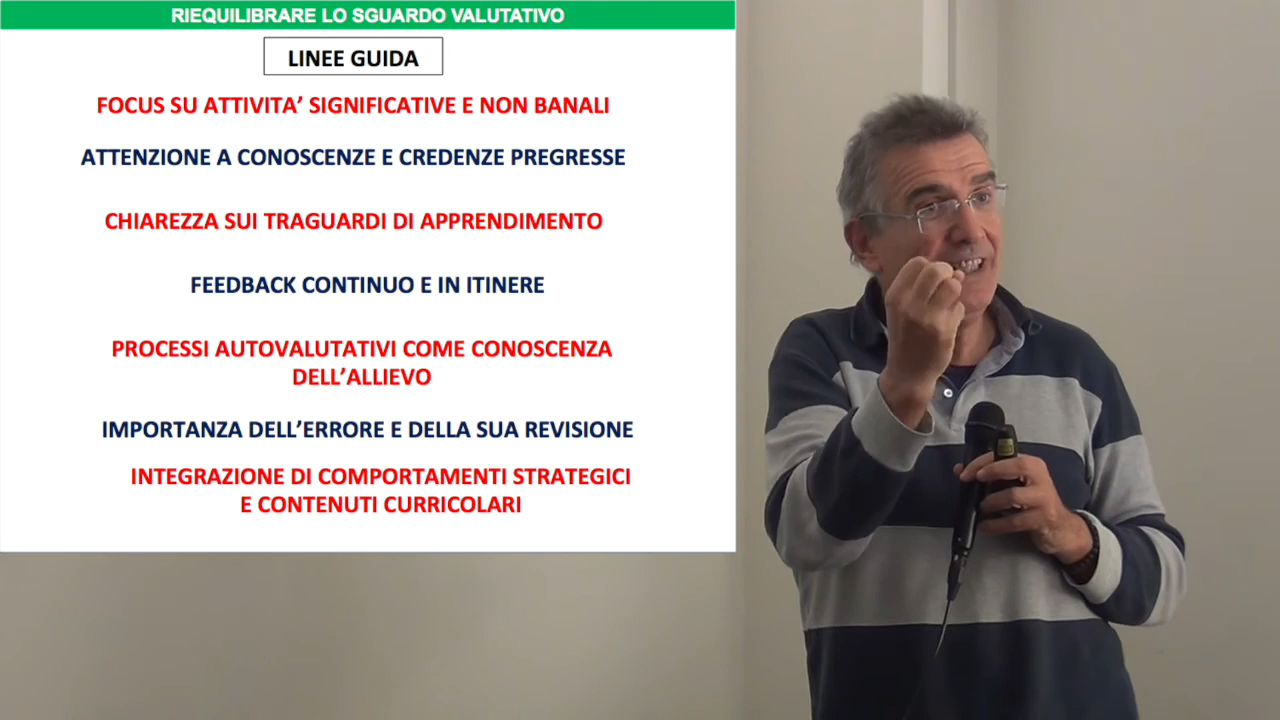 RIEQUILIBRARE LO SGUARDO VALUTATIVO
LINEE GUIDA
FOCUS SU ATTIVITA’ SIGNIFICATIVE E NON BANALI
ATTENZIONE A CONOSCENZE E CREDENZE PREGRESSE
CHIAREZZA SUI TRAGUARDI DI APPRENDIMENTO
FEEDBACK CONTINUO E IN ITINERE
PROCESSI AUTOVALUTATIVI COME CONOSCENZA
DELL’ALLIEVO
IMPORTANZA DELL’ERRORE E DELLA SUA REVISIONE
INTEGRAZIONE DI COMPORTAMENTI STRATEGICI
E CONTENUTI CURRICOLARI